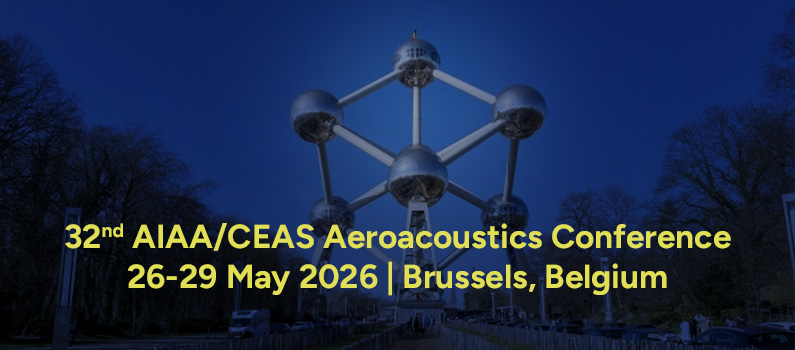 32nd AIAA/CEAS Aeroacoustics Conference
26-29 May 2026 | Brussels, Belgium